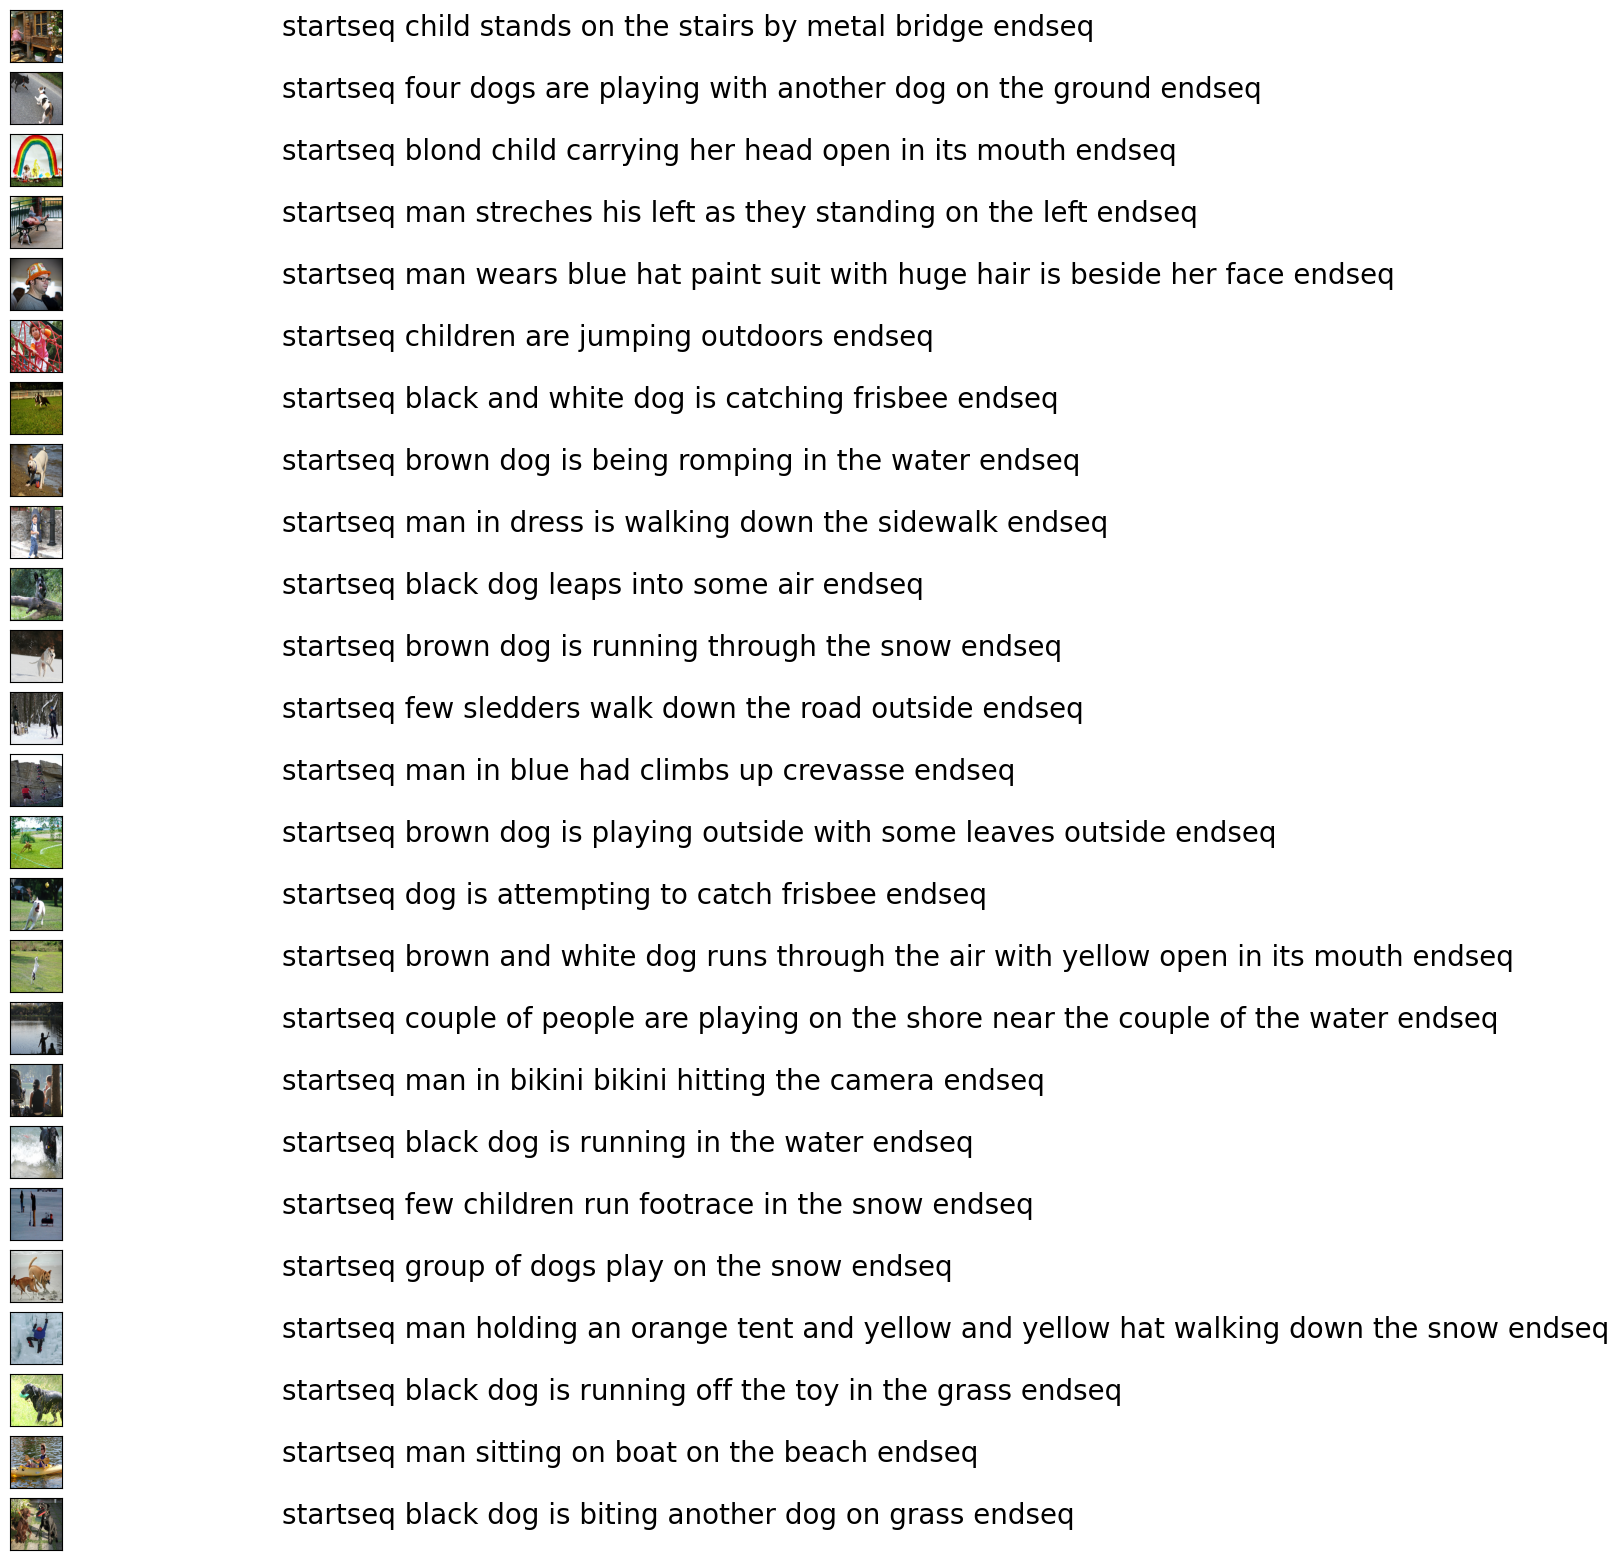 startseq child stands on the stairs by metal bridge endseq
startseq four dogs are playing with another dog on the ground endseq
startseq blond child carrying her head open in its mouth endseq
startseq man streches his left as they standing on the left endseq
startseq man wears blue hat paint suit with huge hair is beside her face endseq
startseq children are jumping outdoors endseq
startseq black and white dog is catching frisbee endseq
startseq brown dog is being romping in the water endseq
startseq man in dress is walking down the sidewalk endseq
startseq black dog leaps into some air endseq
startseq brown dog is running through the snow endseq
startseq few sledders walk down the road outside endseq
startseq man in blue had climbs up crevasse endseq
startseq brown dog is playing outside with some leaves outside endseq
startseq dog is attempting to catch frisbee endseq
startseq brown and white dog runs through the air with yellow open in its mouth endseq
startseq couple of people are playing on the shore near the couple of the water endseq
startseq man in bikini bikini hitting the camera endseq
startseq black dog is running in the water endseq
startseq few children run footrace in the snow endseq
startseq group of dogs play on the snow endseq
startseq man holding an orange tent and yellow and yellow hat walking down the snow endseq
startseq black dog is running off the toy in the grass endseq
startseq man sitting on boat on the beach endseq
startseq black dog is biting another dog on grass endseq